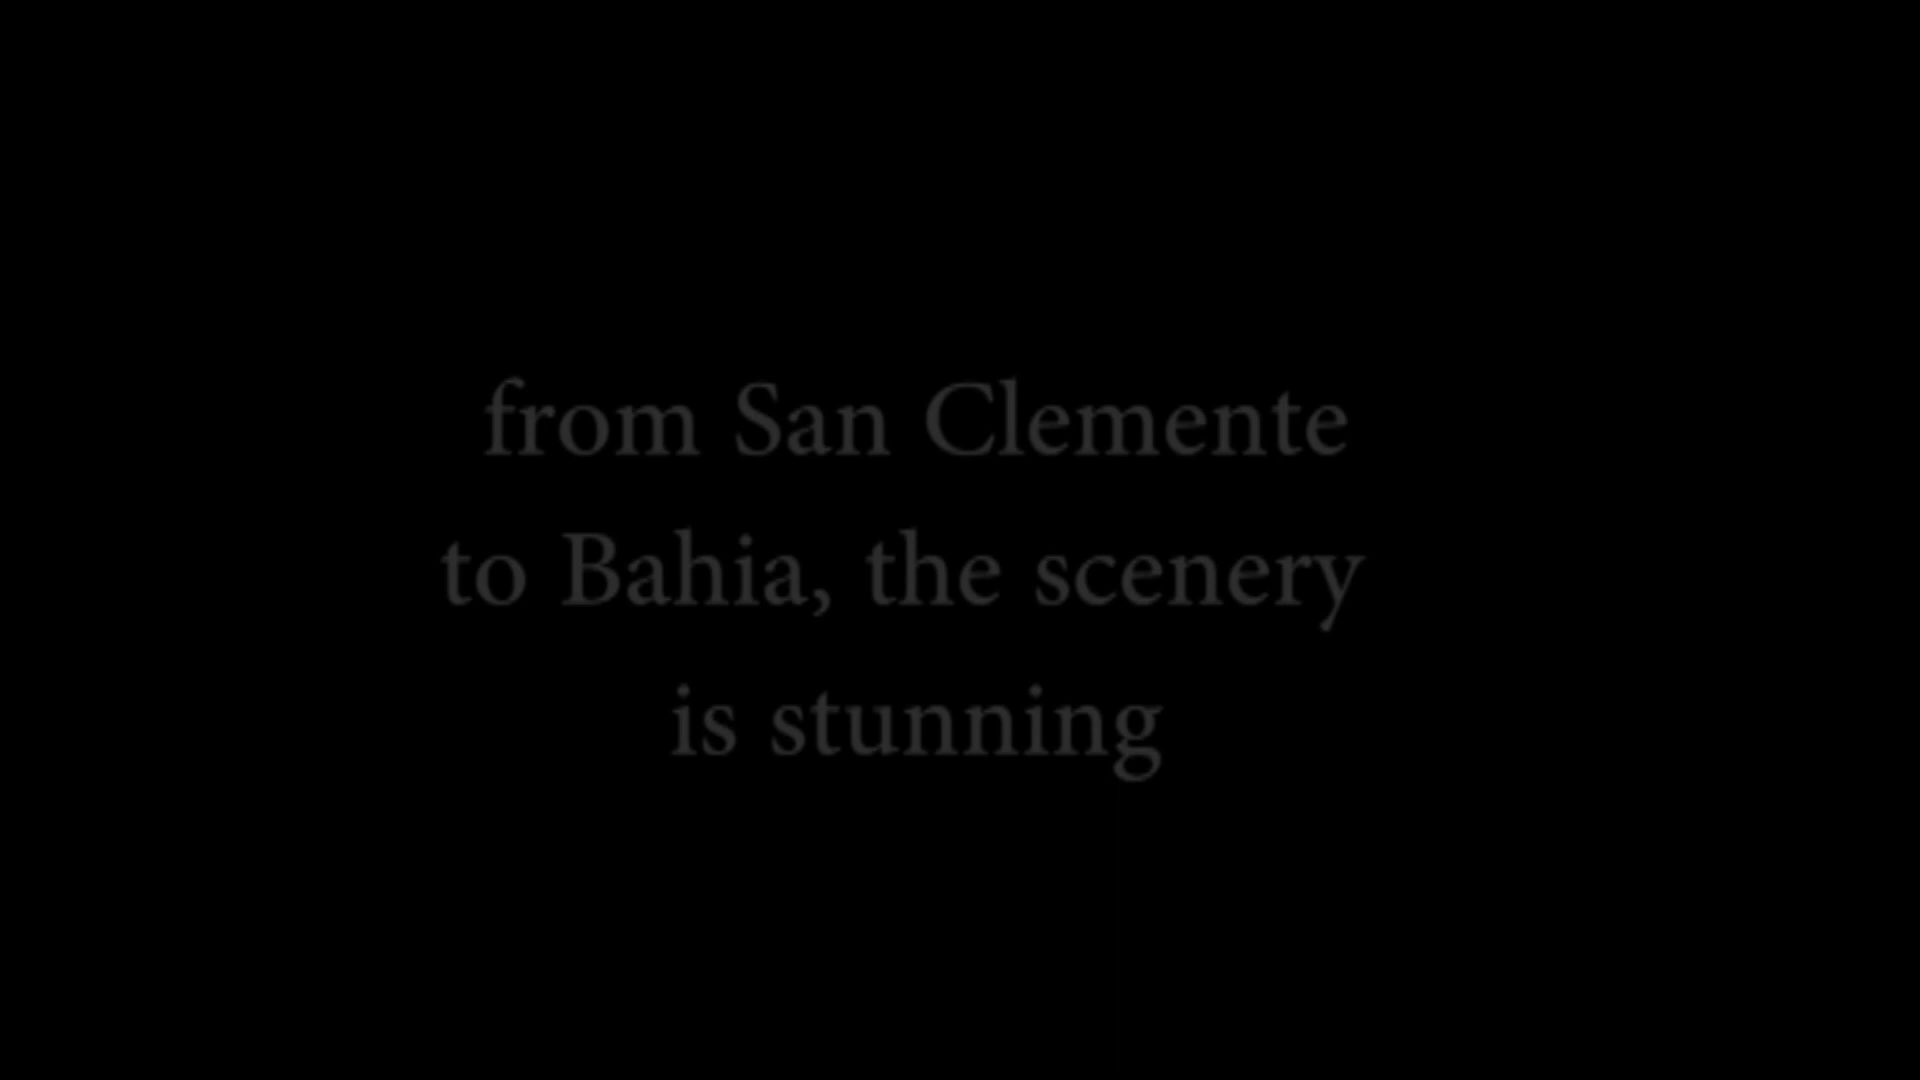 from San Clemente
to Bahia, the scenery
is stunning